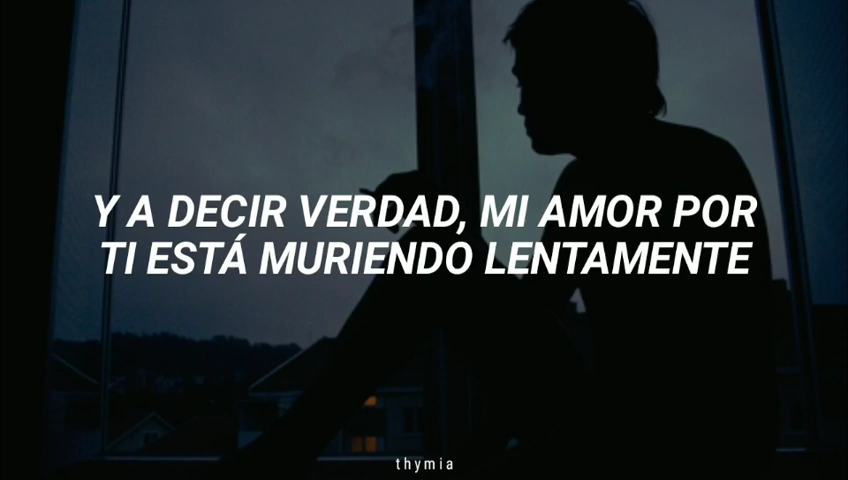 Y A DECIR VERDAD, MI AMOR POR
TI ESTÁ MURIENDO LENTAMENTE
thymia